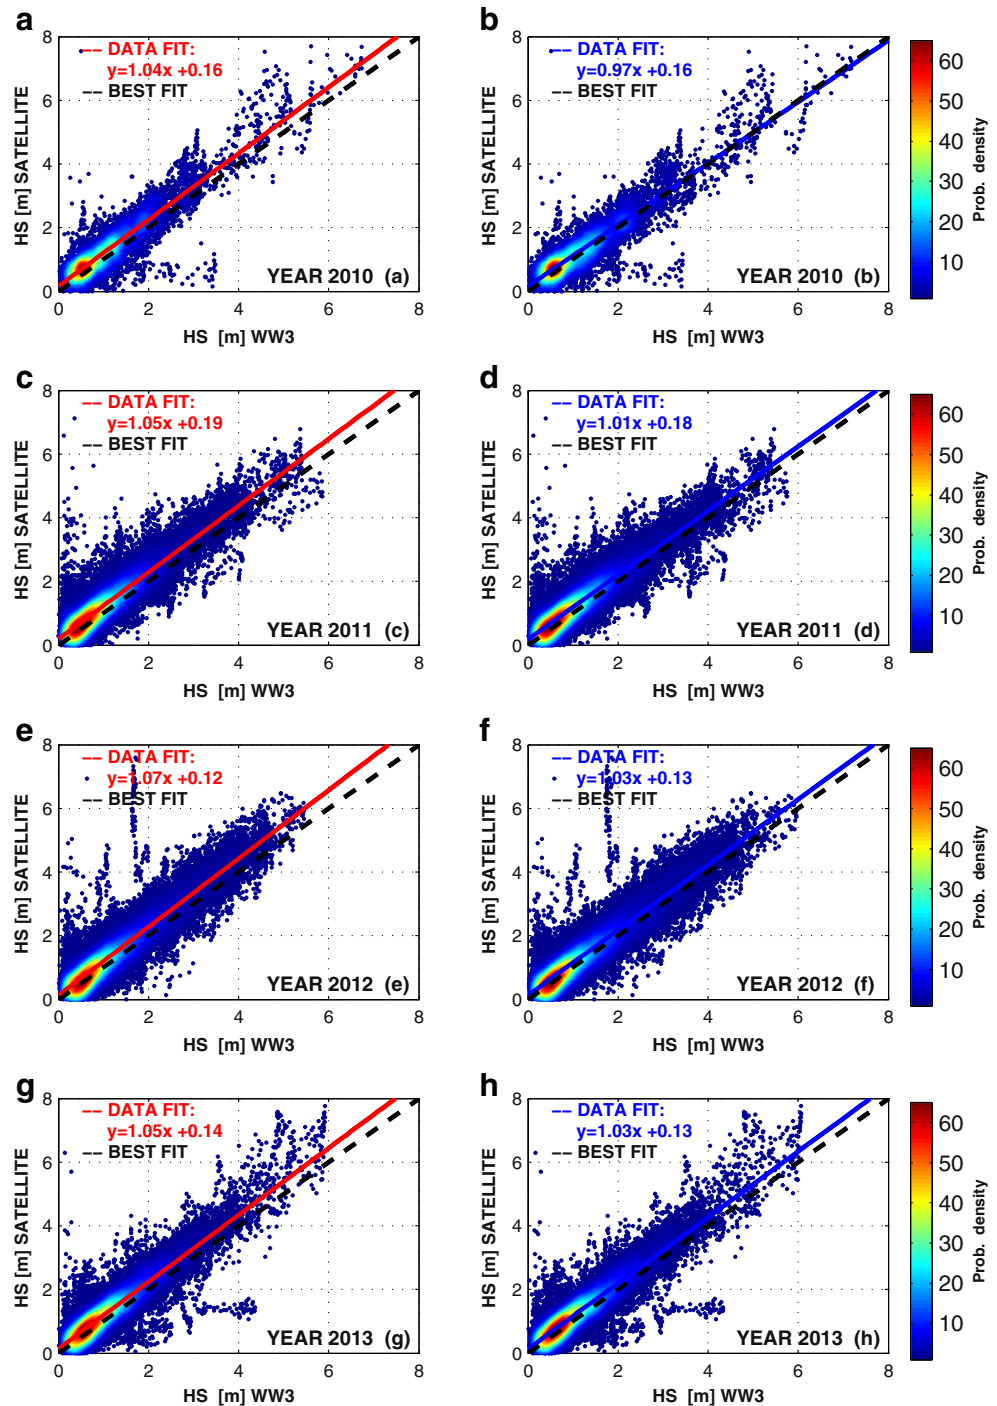 a
8
6
4
2
0
0 2 4 6 8
HS [m] SATELLITE
HS [m] WW3
-- DATA FIT:
y=1.04x +0.16
-- BEST FIT
YEAR 2010 (a)
b
8
6
4
2
0
0 2 4 6 8
HS [m] SATELLITE
HS [m] WW3
-- DATA FIT:
y=0.97x +0.16
-- BEST FIT
YEAR 2010 (b)
60
50
40
30
20
10
Prob. density
c
8
6
4
2
0
0 2 4 6 8
HS [m] SATELLITE
HS [m] WW3
-- DATA FIT:
y=1.05x +0.19
-- BEST FIT
YEAR 2011 (c)
d
8
6
4
2
0
0 2 4 6 8
HS [m] SATELLITE
HS [m] WW3
-- DATA FIT:
y=1.01x +0.18
-- BEST FIT
YEAR 2011 (d)
60
50
40
30
20
10
Prob. density
e
8
6
4
2
0
0 2 4 6 8
HS [m] SATELLITE
HS [m] WW3
-- DATA FIT:
y=1.07x +0.12
-- BEST FIT
YEAR 2012 (e)
f
8
6
4
2
0
0 2 4 6 8
HS [m] SATELLITE
HS [m] WW3
-- DATA FIT:
y=1.03x +0.13
-- BEST FIT
YEAR 2012 (f)
60
50
40
30
20
10
Prob. density
g
8
6
4
2
0
0 2 4 6 8
HS [m] SATELLITE
HS [m] WW3
-- DATA FIT:
y=1.05x +0.14
-- BEST FIT
YEAR 2013 (g)
h
8
6
4
2
0
0 2 4 6 8
HS [m] SATELLITE
HS [m] WW3
-- DATA FIT:
y=1.03x +0.13
-- BEST FIT
YEAR 2013 (h)
60
50
40
30
20
10
Prob. density